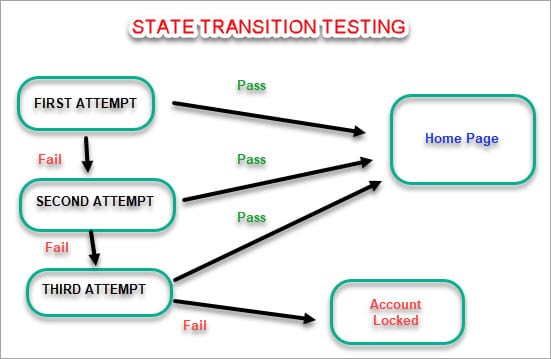 STATE TRANSITION TESTING
Pass
FIRST ATTEMPT
Home Page
Fail
Pass
SECOND ATTEMPT
Pass
Fail
THIRD ATTEMPT
Account
Locked
Fail